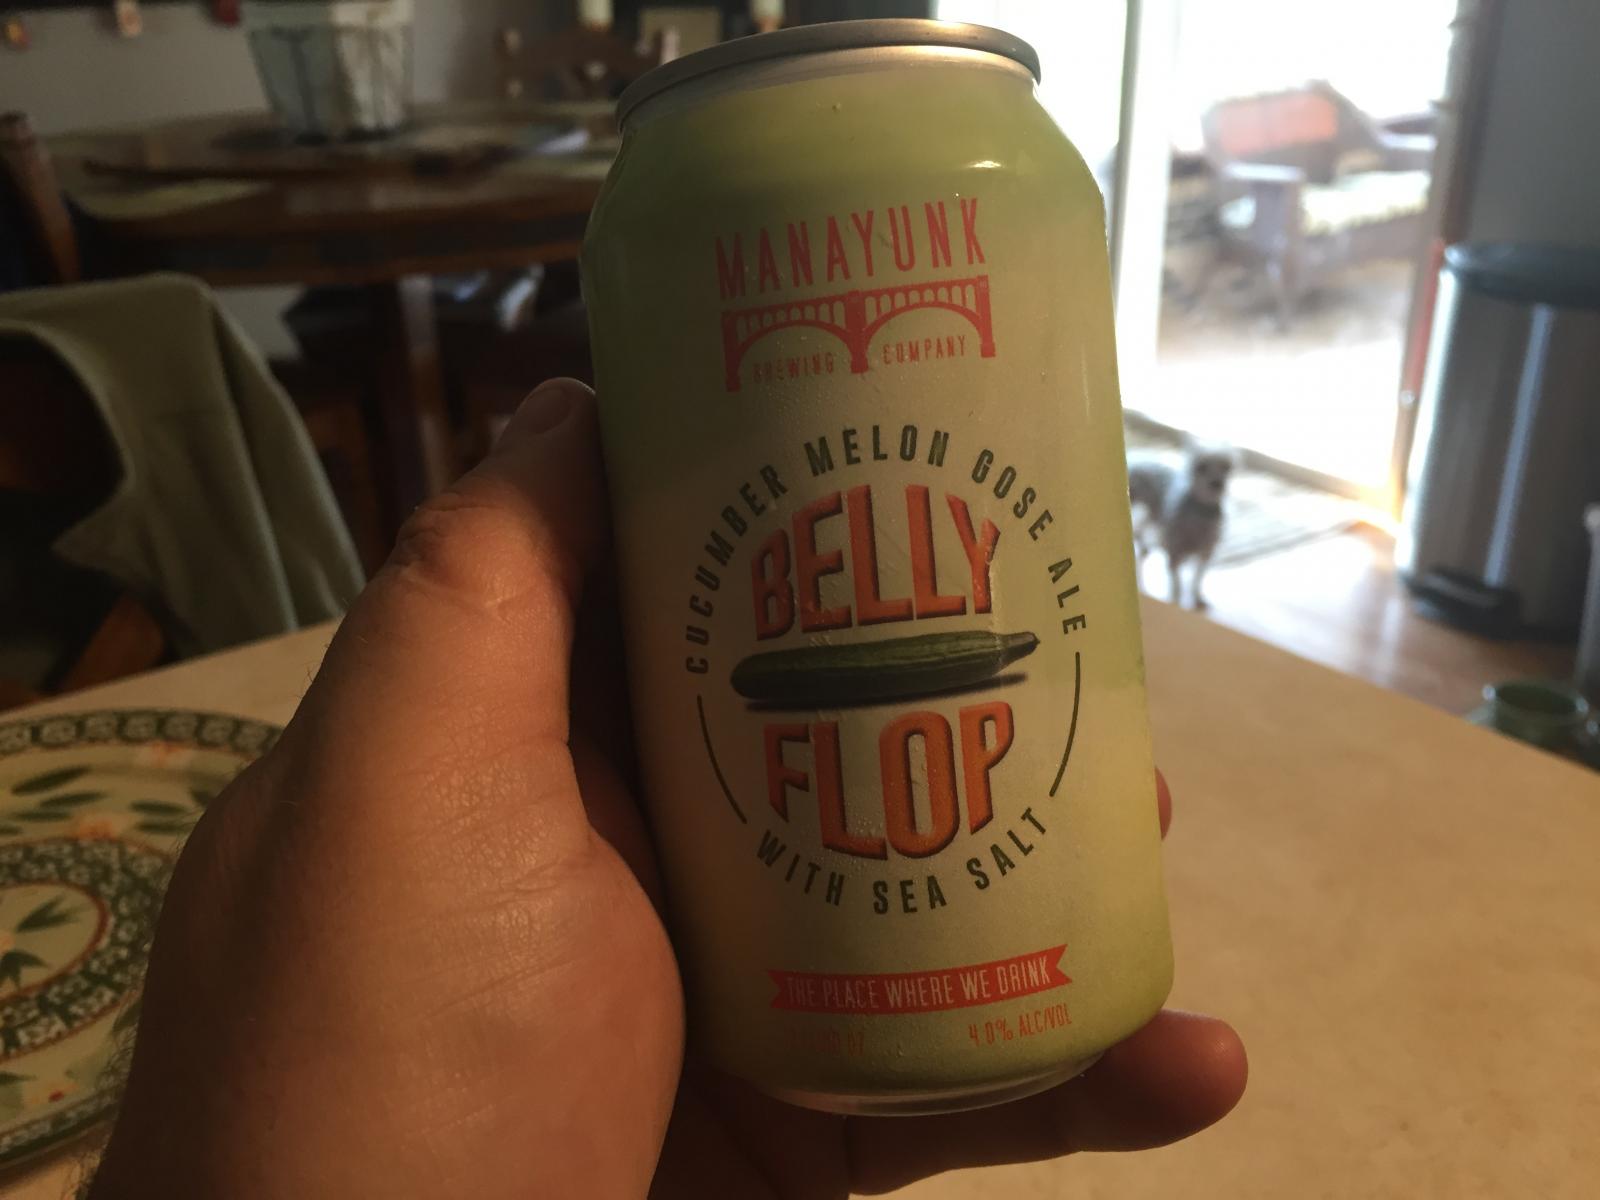 MANAYUNK
BREWING COMPANY
CUCUMBER MELON GOSE ALE
BELLY
FLOP
WITH SEA SALT
THE PLACE WHERE WE DRINK
4.0% ALC/VOL